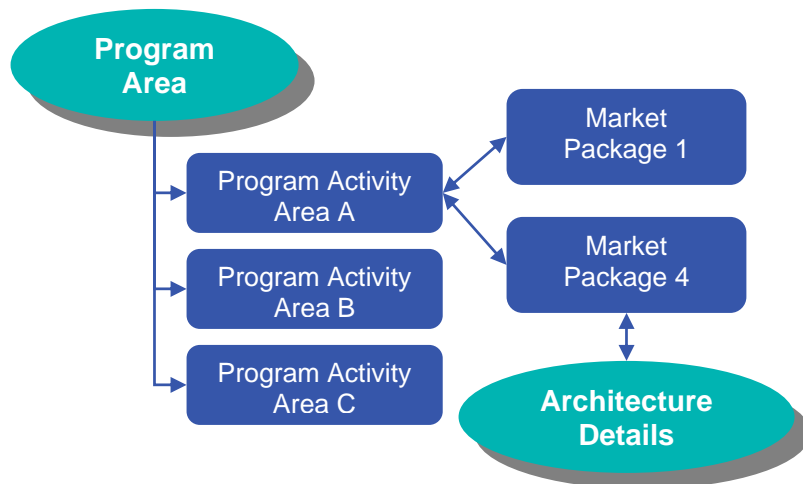 Program
Area
Program Activity
Area A
Program Activity
Area B
Program Activity
Area C
Market
Package 1
Market
Package 4
Architecture
Details